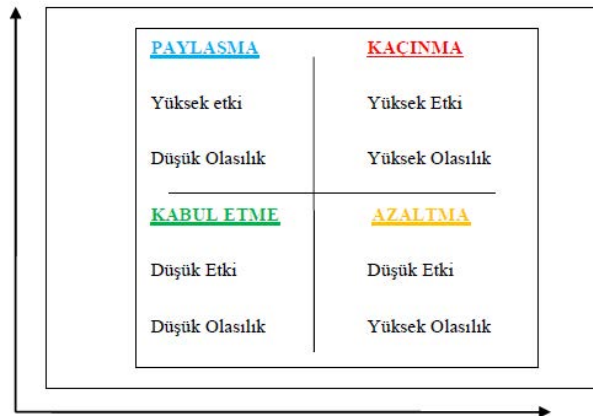 PAYLAŞMA
Yüksek etki
Düşük Olasılık
KAÇINMA
Yüksek Etki
Yüksek Olasılık
KABUL ETME
Düşük Etki
Düşük Olasılık
AZALTMA
Düşük Etki
Yüksek Olasılık